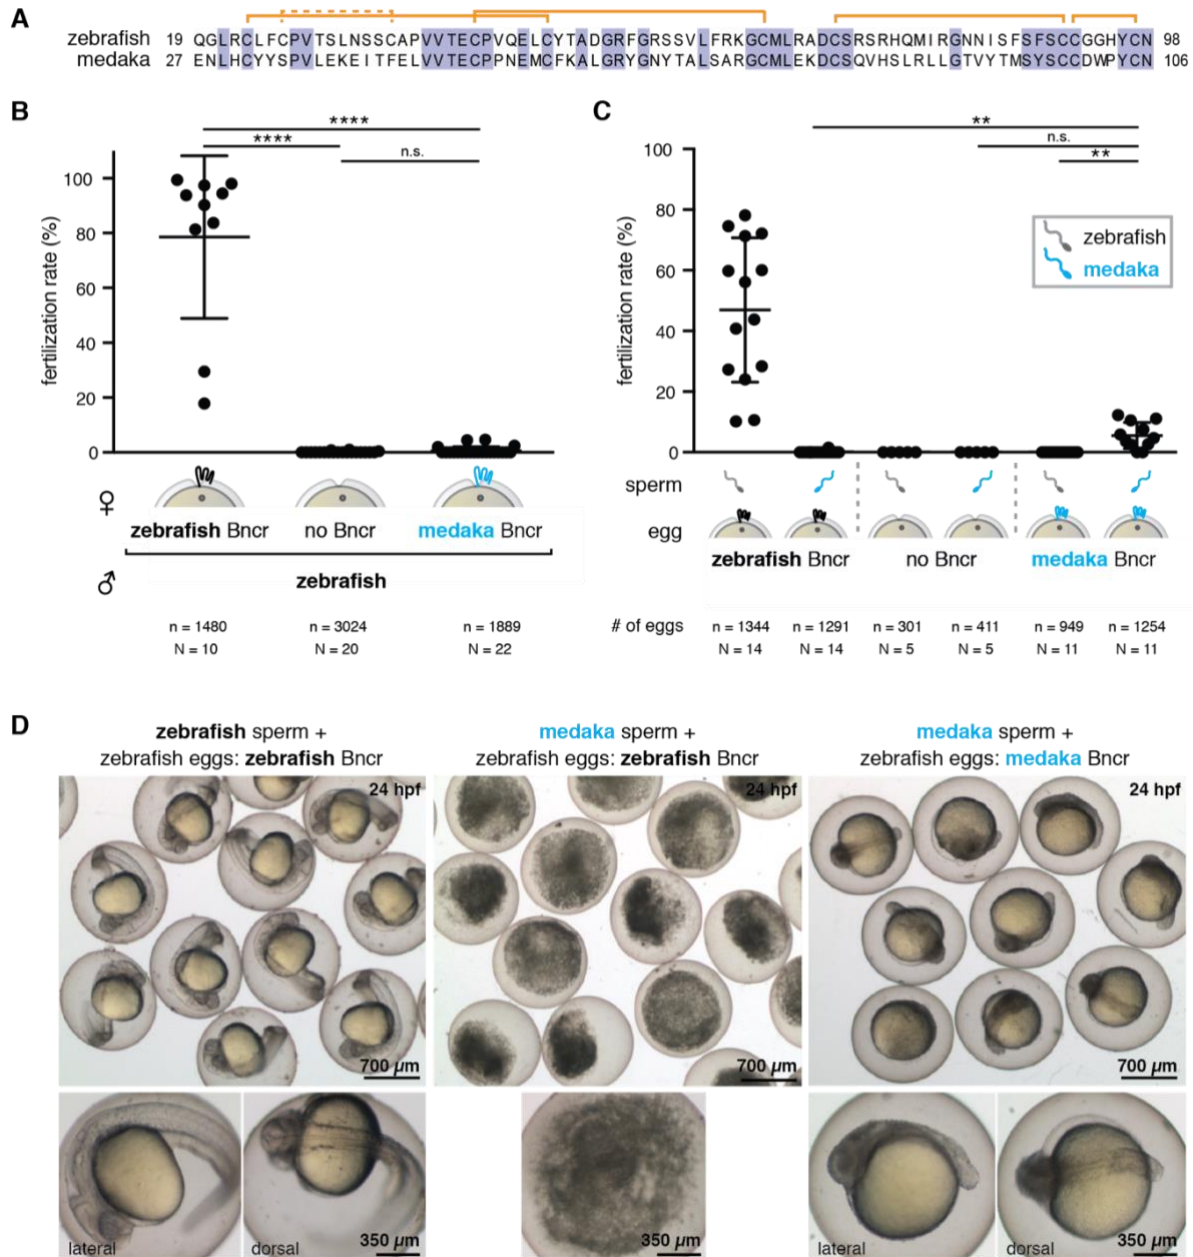 A
zebrafish 19 QGLRCLFCPVTSLNSSCAPVVTECPVQELCYTADGRFGRSSVLFRKGCMLRADCSRSRHQMIRGNNISFSFSCCGGHYCN 98
medaka 27 ENLHCYYSPVLEKEITFELVVTECPPNEMCFKALGRYGNYTALSARGCMLEKDCSQVHSLRLLGTVYTMSYSCCDWPYCN 106
B
****
****
n.s.
fertilization rate (%)
100
80
60
40
20
0
♀
zebrafish Bncr no Bncr medaka Bncr
♂
zebrafish
n = 1480 n = 3024 n = 1889
N = 10 N = 20 N = 22
C
**
n.s.
**
fertilization rate (%)
100
80
60
40
20
0
zebrafish
medaka
sperm
egg
zebrafish Bncr no Bncr medaka Bncr
# of eggs n = 1344 n = 1291 n = 301 n = 411 n = 949 n = 1254
N = 14 N = 14 N = 5 N = 5 N = 11 N = 11
D
zebrafish sperm +
zebrafish eggs: zebrafish Bncr
medaka sperm +
zebrafish eggs: zebrafish Bncr
medaka sperm +
zebrafish eggs: medaka Bncr
24 hpf
24 hpf
24 hpf
700 µm
700 µm
700 µm
lateral
dorsal
350 µm
350 µm
lateral
dorsal
350 µm